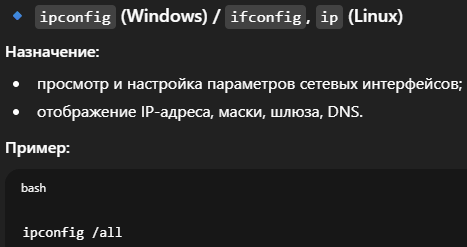 ipconfig (Windows) / ifconfig, ip (Linux)
Назначение:
• просмотр и настройка параметров сетевых интерфейсов;
• отображение IP-адреса, маски, шлюза, DNS.
Пример:
bash
ipconfig /all